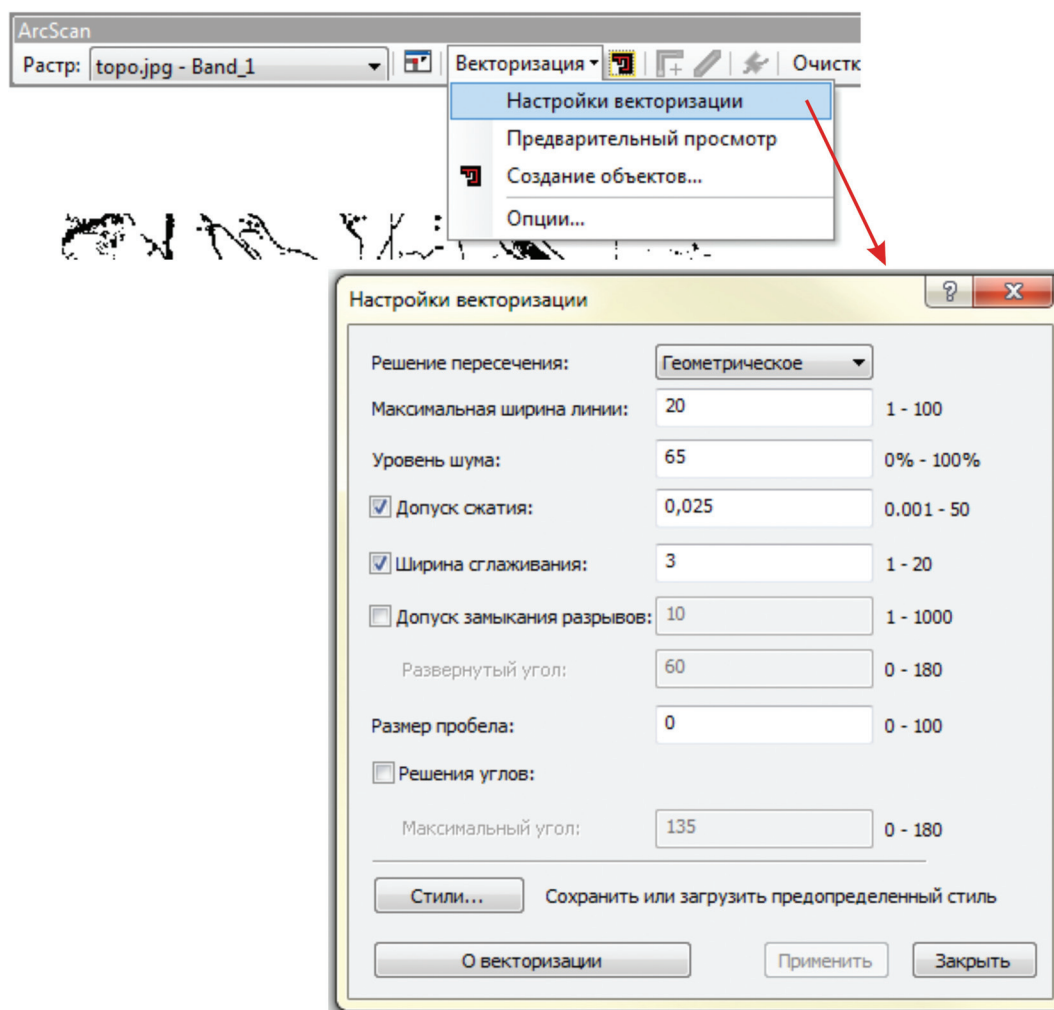 ArcScan
Растр: topo.jpg - Band_1 Векторизация Очистк
Настройки векторизации
Предварительный просмотр
Создание объектов...
Опции...
Настройки векторизации
Решение пересечения: Геометрическое
Максимальная ширина линии: 20 1 - 100
Уровень шума: 65 0% - 100%
Допуск сжатия: 0,025 0.001 - 50
Ширина сглаживания: 3 1 - 20
Допуск замыкания разрывов: 10 1 - 1000
Развернутый угол: 60 0 - 180
Размер пробела: 0 0 - 100
Решения углов:
Максимальный угол: 135 0 - 180
Стили... Сохранить или загрузить предопределенный стиль
О векторизации Применить Закрыть